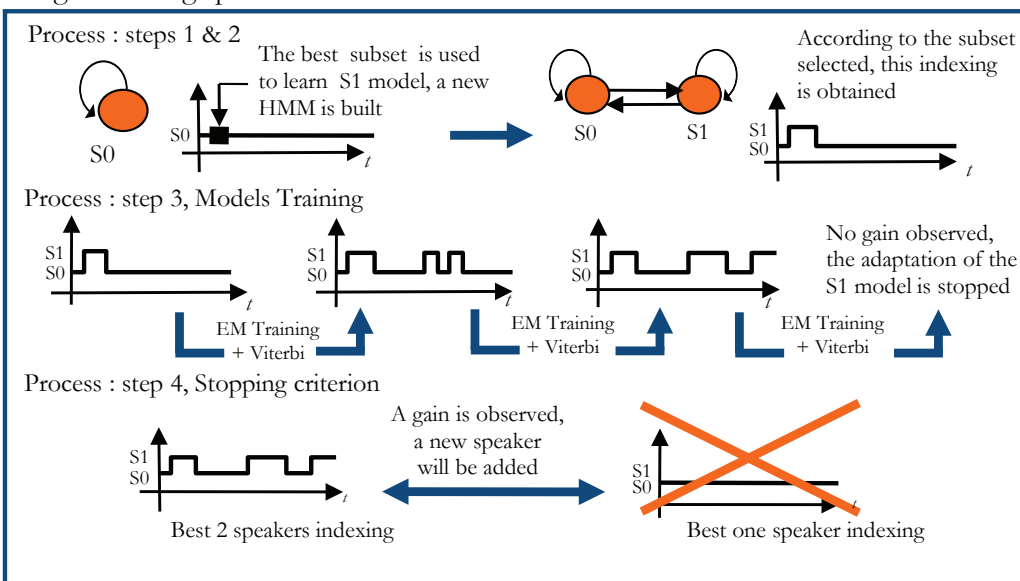 Process : steps 1 & 2
The best subset is used
to learn S1 model, a new
HMM is built
According to the subset
selected, this indexing
is obtained
S0
S0
t
S0
S1
S1
S0
t
Process : step 3, Models Training
S1
S0
t
S1
S0
t
S1
S0
t
No gain observed,
the adaptation of the
S1 model is stopped
EM Training
+ Viterbi
EM Training
+ Viterbi
EM Training
+ Viterbi
Process : step 4, Stopping criterion
A gain is observed,
a new speaker
will be added
S1
S0
t
S1
S0
t
Best 2 speakers indexing
Best one speaker indexing